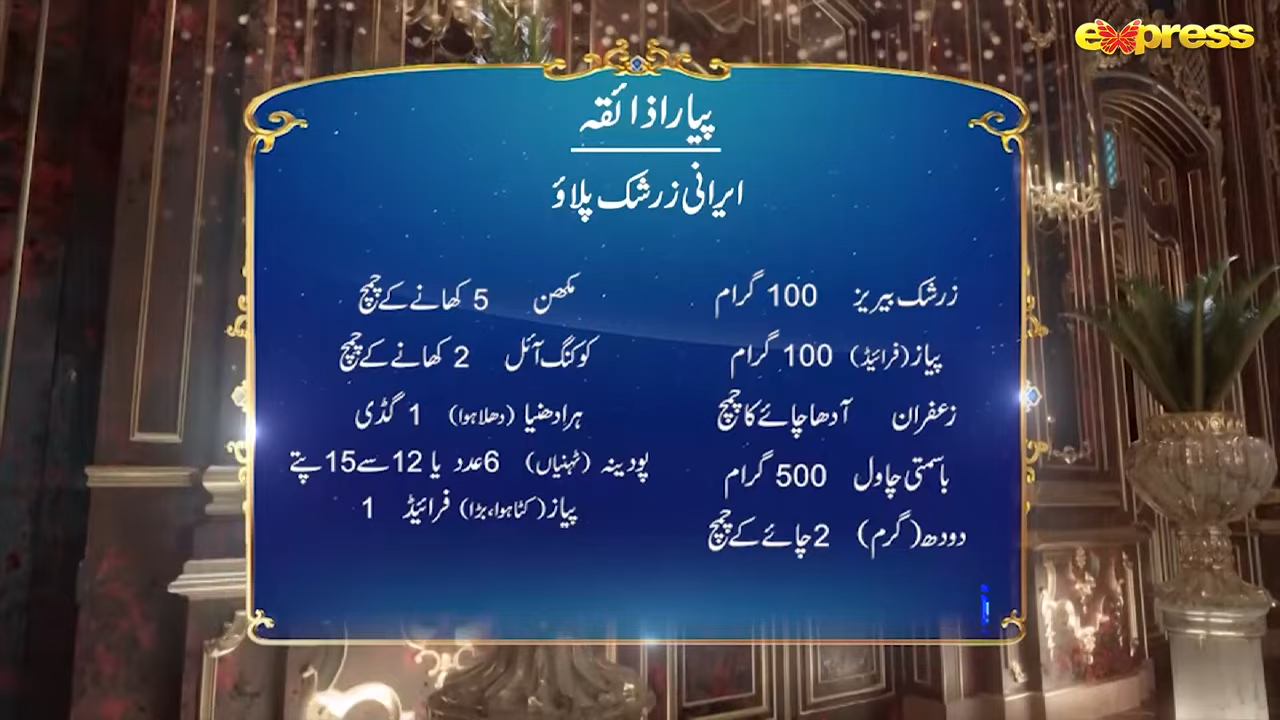 express
پیارا ذائقہ
ایرانی زرشک پلاؤ
زرشک بیریز 100 گرام
پیاز (فرائیڈ) 100 گرام
زعفران آدھا چائے کا چمچ
باسمتی چاول 500 گرام
دودھ (گرم) 2 چائے کے چمچ
مکھن 5 کھانے کے چمچ
کوکنگ آئل 2 کھانے کے چمچ
ہرا دھنیا (دھلا ہوا) 1 گڈی
پودینہ (ٹہنیاں) 6 عدد یا 12 سے 15 پتے
پیاز (کٹا ہوا، بڑا) فرائیڈ 1